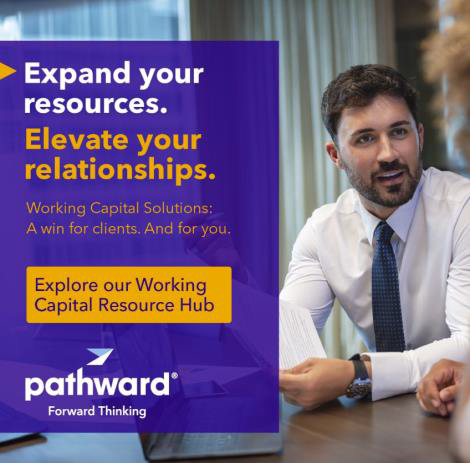 Expand your
resources.
Elevate your
relationships.
Working Capital Solutions:
A win for clients. And for you.
Explore our Working
Capital Resource Hub
pathward®
Forward Thinking